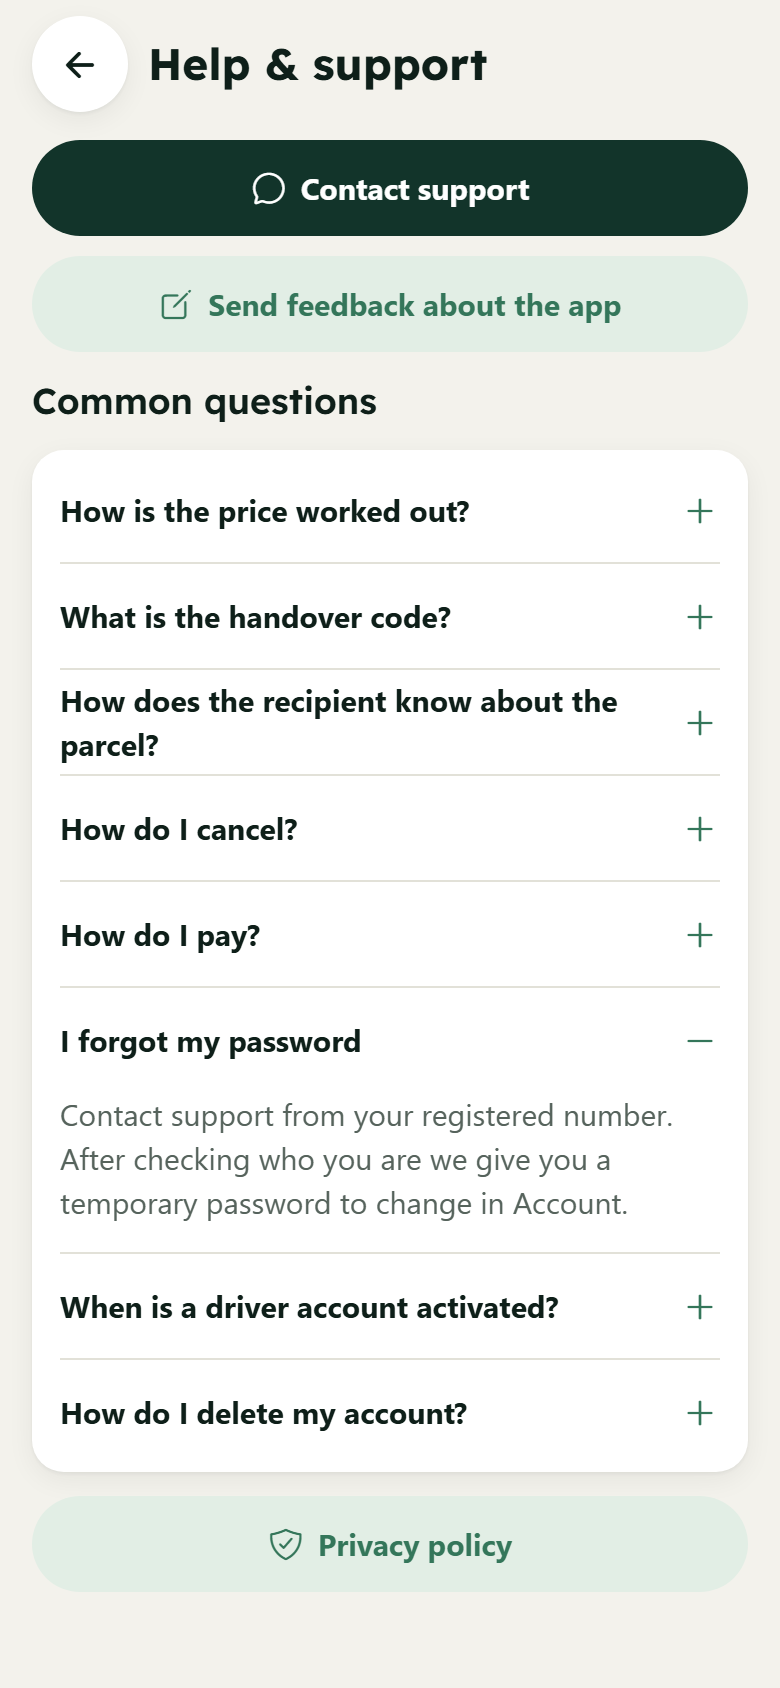 Help & support
Contact support
Send feedback about the app
Common questions
How is the price worked out?
What is the handover code?
How does the recipient know about the
parcel?
How do I cancel?
How do I pay?
I forgot my password
Contact support from your registered number.
After checking who you are we give you a
temporary password to change in Account.
When is a driver account activated?
How do I delete my account?
Privacy policy